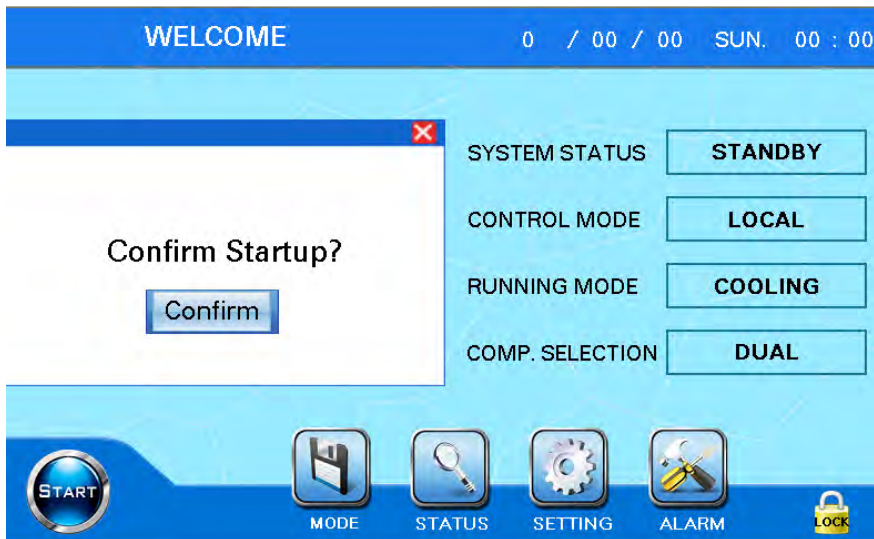 WELCOME 0 / 00 / 00 SUN. 00 : 00
SYSTEM STATUS STANDBY
CONTROL MODE LOCAL
Confirm Startup?
RUNNING MODE COOLING
Confirm
COMP. SELECTION DUAL
START
MODE STATUS SETTING ALARM LOCK